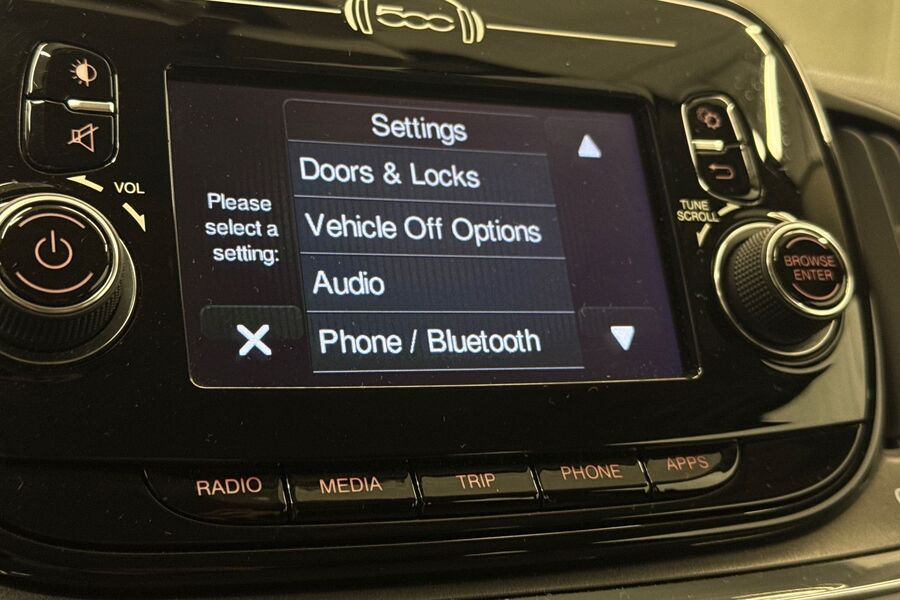 500
VOL
Settings
Doors & Locks
Please
select a
setting:
Vehicle Off Options
Audio
Phone / Bluetooth
TUNE
SCROLL
BROWSE
ENTER
RADIO
MEDIA
TRIP
PHONE
APPS